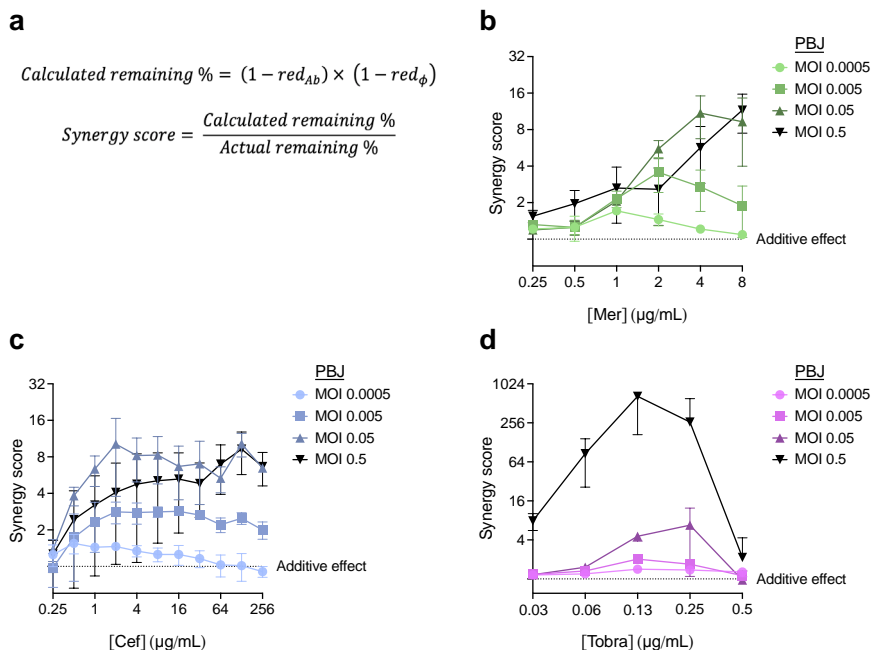 a
Calculated remaining % = (1 − red_Ab) × (1 − red_ϕ)
Synergy score = Calculated remaining % / Actual remaining %
b
PBJ
MOI 0.0005
MOI 0.005
MOI 0.05
MOI 0.5
Synergy score
32
16
8
4
2
Additive effect
0.25 0.5 1 2 4 8
[Mer] (µg/mL)
c
PBJ
MOI 0.0005
MOI 0.005
MOI 0.05
MOI 0.5
Synergy score
32
16
8
4
2
Additive effect
0.25 1 4 16 64 256
[Cef] (µg/mL)
d
PBJ
MOI 0.0005
MOI 0.005
MOI 0.05
MOI 0.5
Synergy score
1024
256
64
16
4
Additive effect
0.03 0.06 0.13 0.25 0.5
[Tobra] (µg/mL)